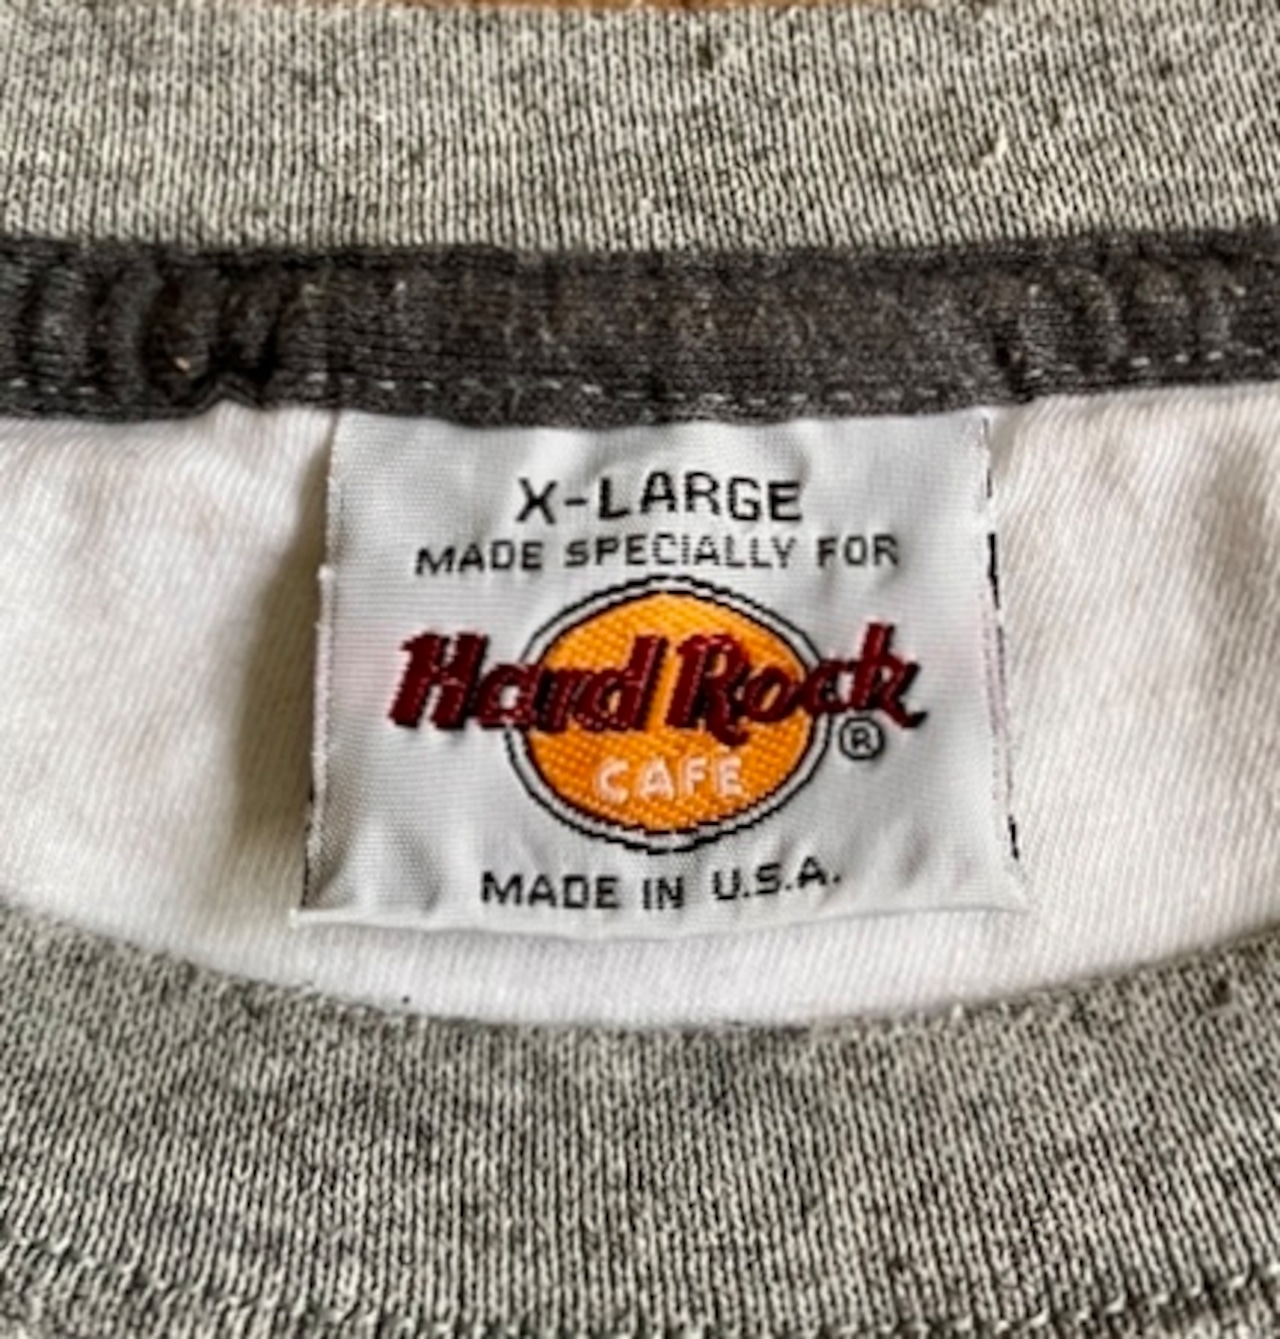 X-LARGE
MADE SPECIALLY FOR
Hard Rock
®
CAFE
MADE IN U.S.A.